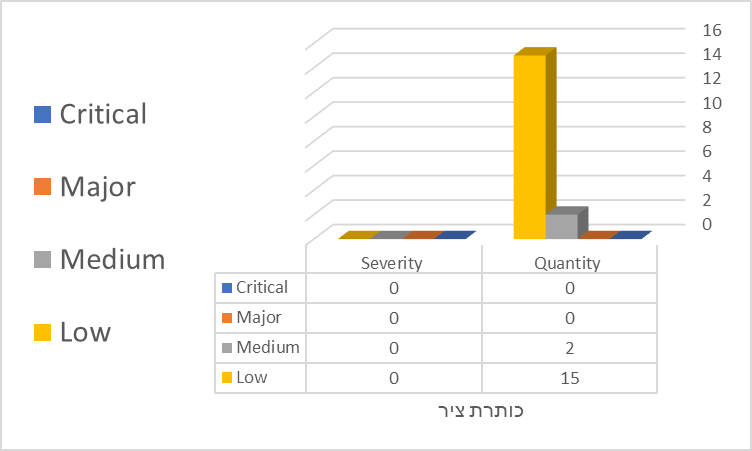 Critical
Major
Medium
Low
16
14
12
10
8
6
4
2
0
Severity Quantity
Critical 0 0
Major 0 0
Medium 0 2
Low 0 15
כותרת ציר